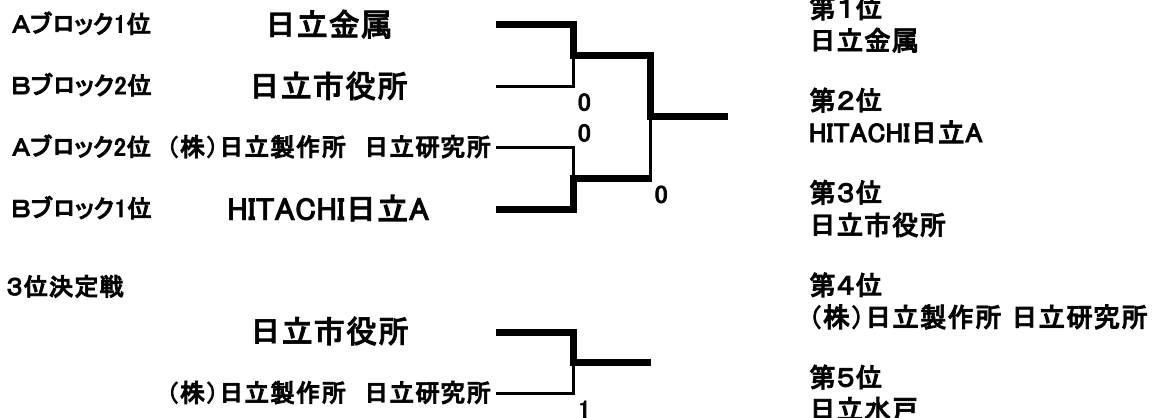 Aブロック1位 日立金属
Bブロック2位 日立市役所
0
0
Aブロック2位 (株)日立製作所 日立研究所
Bブロック1位 HITACHI日立A
0
3位決定戦
日立市役所
(株)日立製作所 日立研究所
1
第1位
日立金属
第2位
HITACHI日立A
第3位
日立市役所
第4位
(株)日立製作所 日立研究所
第5位
日立水戸